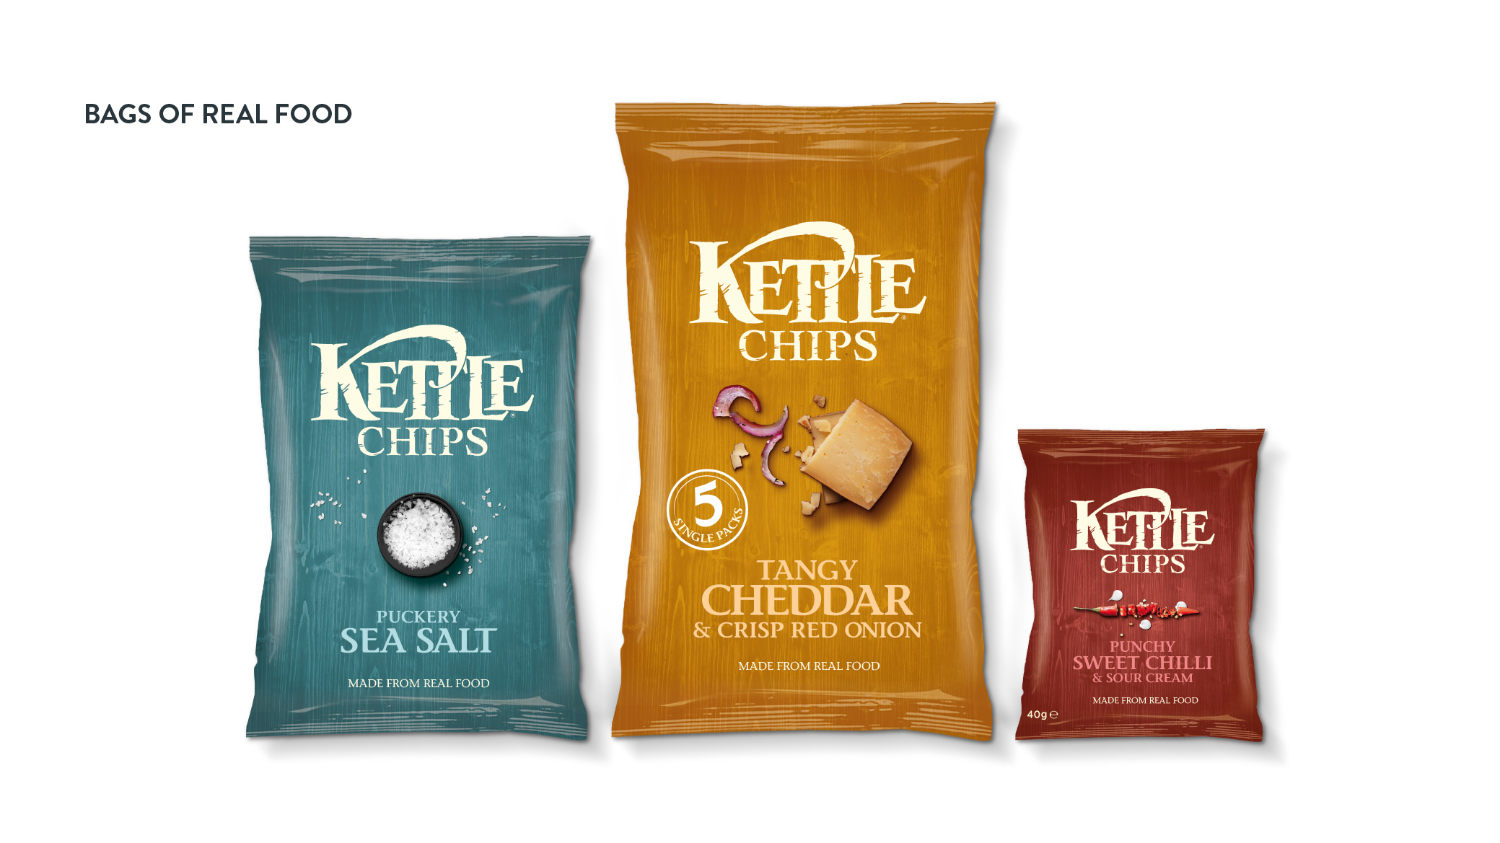 BAGS OF REAL FOOD
KETTLE
CHIPS
PUCKERY
SEA SALT
MADE FROM REAL FOOD
KETTLE
CHIPS
5
SINGLE PACKS
TANGY
CHEDDAR
& CRISP RED ONION
MADE FROM REAL FOOD
KETTLE
CHIPS
PUNCHY
SWEET CHILLI
& SOUR CREAM
MADE FROM REAL FOOD
40g ℮